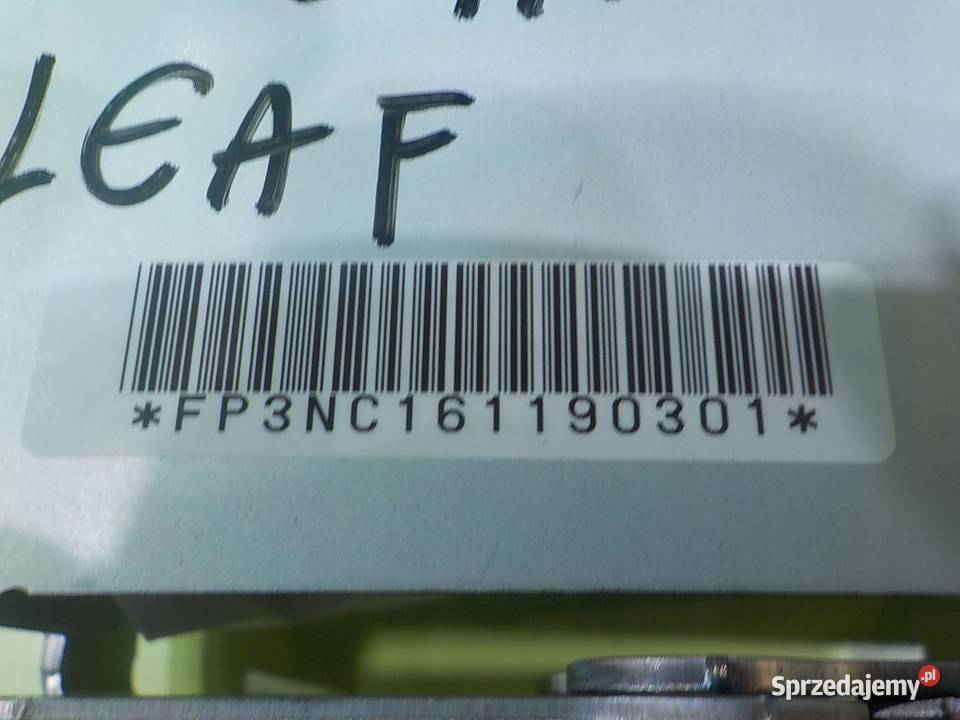 LEAF
*FP3NC161190301*
Sprzedajemy.pl